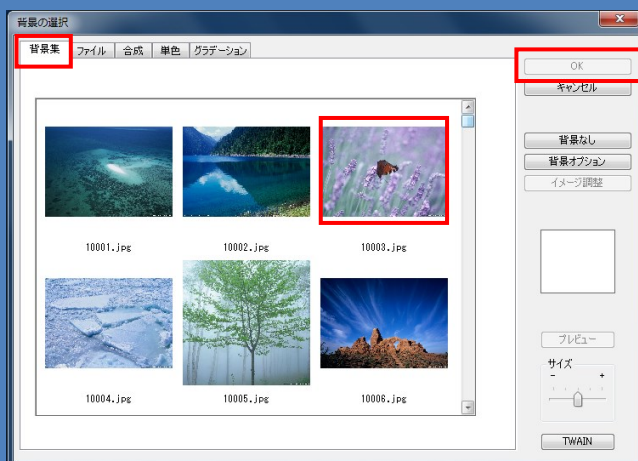 背景の選択
背景集 ファイル 合成 単色 グラデーション
OK
キャンセル
背景なし
背景オプション
イメージ調整
10001.jpg 10002.jpg 10003.jpg
10004.jpg 10005.jpg 10006.jpg
プレビュー
サイズ
- +
TWAIN